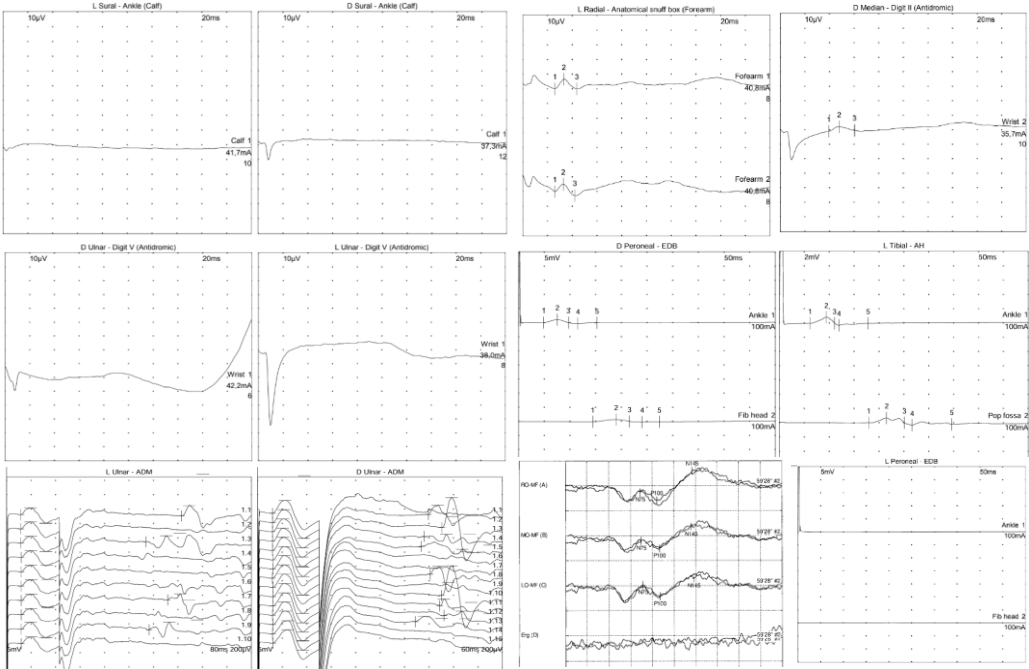 L Sural - Ankle (Calf)
10µV 20ms
Calf 1
41,7mA
10
D Sural - Ankle (Calf)
10µV 20ms
Calf 1
37,3mA
12
L Radial - Anatomical snuff box (Forearm)
10µV 20ms
1 2 3
Forearm 1
40,8mA
8
1 2 3
Forearm 2
40,8mA
8
D Median - Digit II (Antidromic)
10µV 20ms
1 2 3
Wrist 2
35,7mA
10
D Ulnar - Digit V (Antidromic)
10µV 20ms
Wrist 1
42,2mA
6
L Ulnar - Digit V (Antidromic)
10µV 20ms
Wrist 1
38,0mA
8
D Peroneal - EDB
5mV 50ms
1 2 3 4 5
Ankle 1
100mA
1 2 3 4 5
Fib head 2
100mA
L Tibial - AH
2mV 50ms
1 2 3 4 5
Ankle 1
100mA
1 2 3 4 5
Pop fossa 2
100mA
L Ulnar - ADM
1.1
1.2
1.3
1.4
1.5
1.6
1.7
1.8
1.9
1.10
5mV 80ms 200µV
D Ulnar - ADM
1.1
1.2
1.3
1.4
1.5
1.6
1.7
1.8
1.9
1.10
1.11
1.12
1.13
1.14
5mV 60ms 200µV
N145
RO-MF (A)
N75 P100
MO-MF (B)
N75 P100 N145
LO-MF (C)
P100 N145
Erg (D)
L Peroneal - EDB
5mV 50ms
Ankle 1
100mA
Fib head 2
100mA